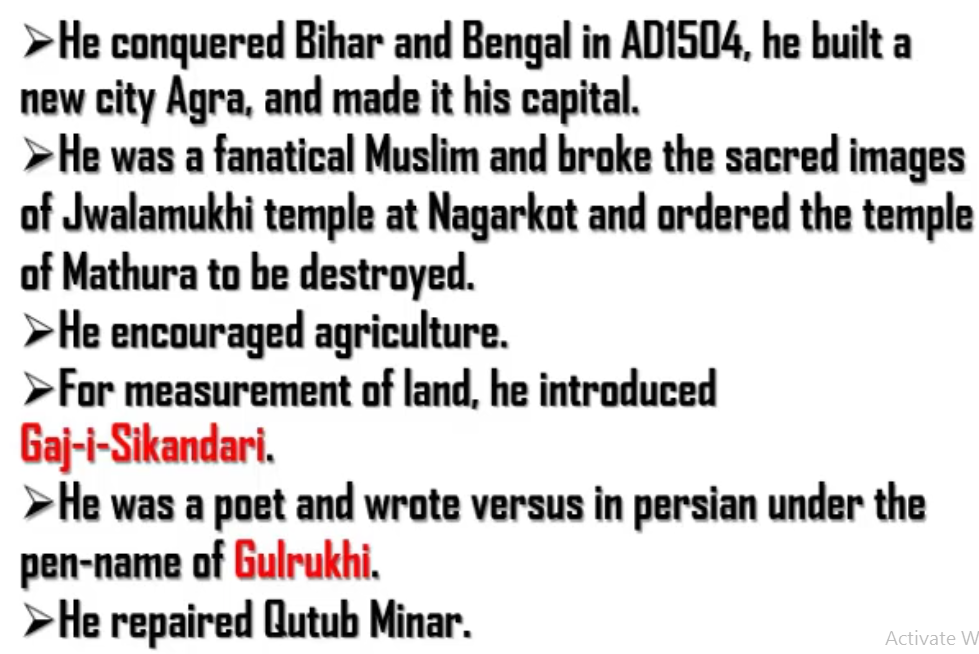 ➢He conquered Bihar and Bengal in AD1504, he built a
new city Agra, and made it his capital.
➢He was a fanatical Muslim and broke the sacred images
of Jwalamukhi temple at Nagarkot and ordered the temple
of Mathura to be destroyed.
➢He encouraged agriculture.
➢For measurement of land, he introduced
Gaj-i-Sikandari.
➢He was a poet and wrote versus in persian under the
pen-name of Gulrukhi.
➢He repaired Qutub Minar.
Activate W